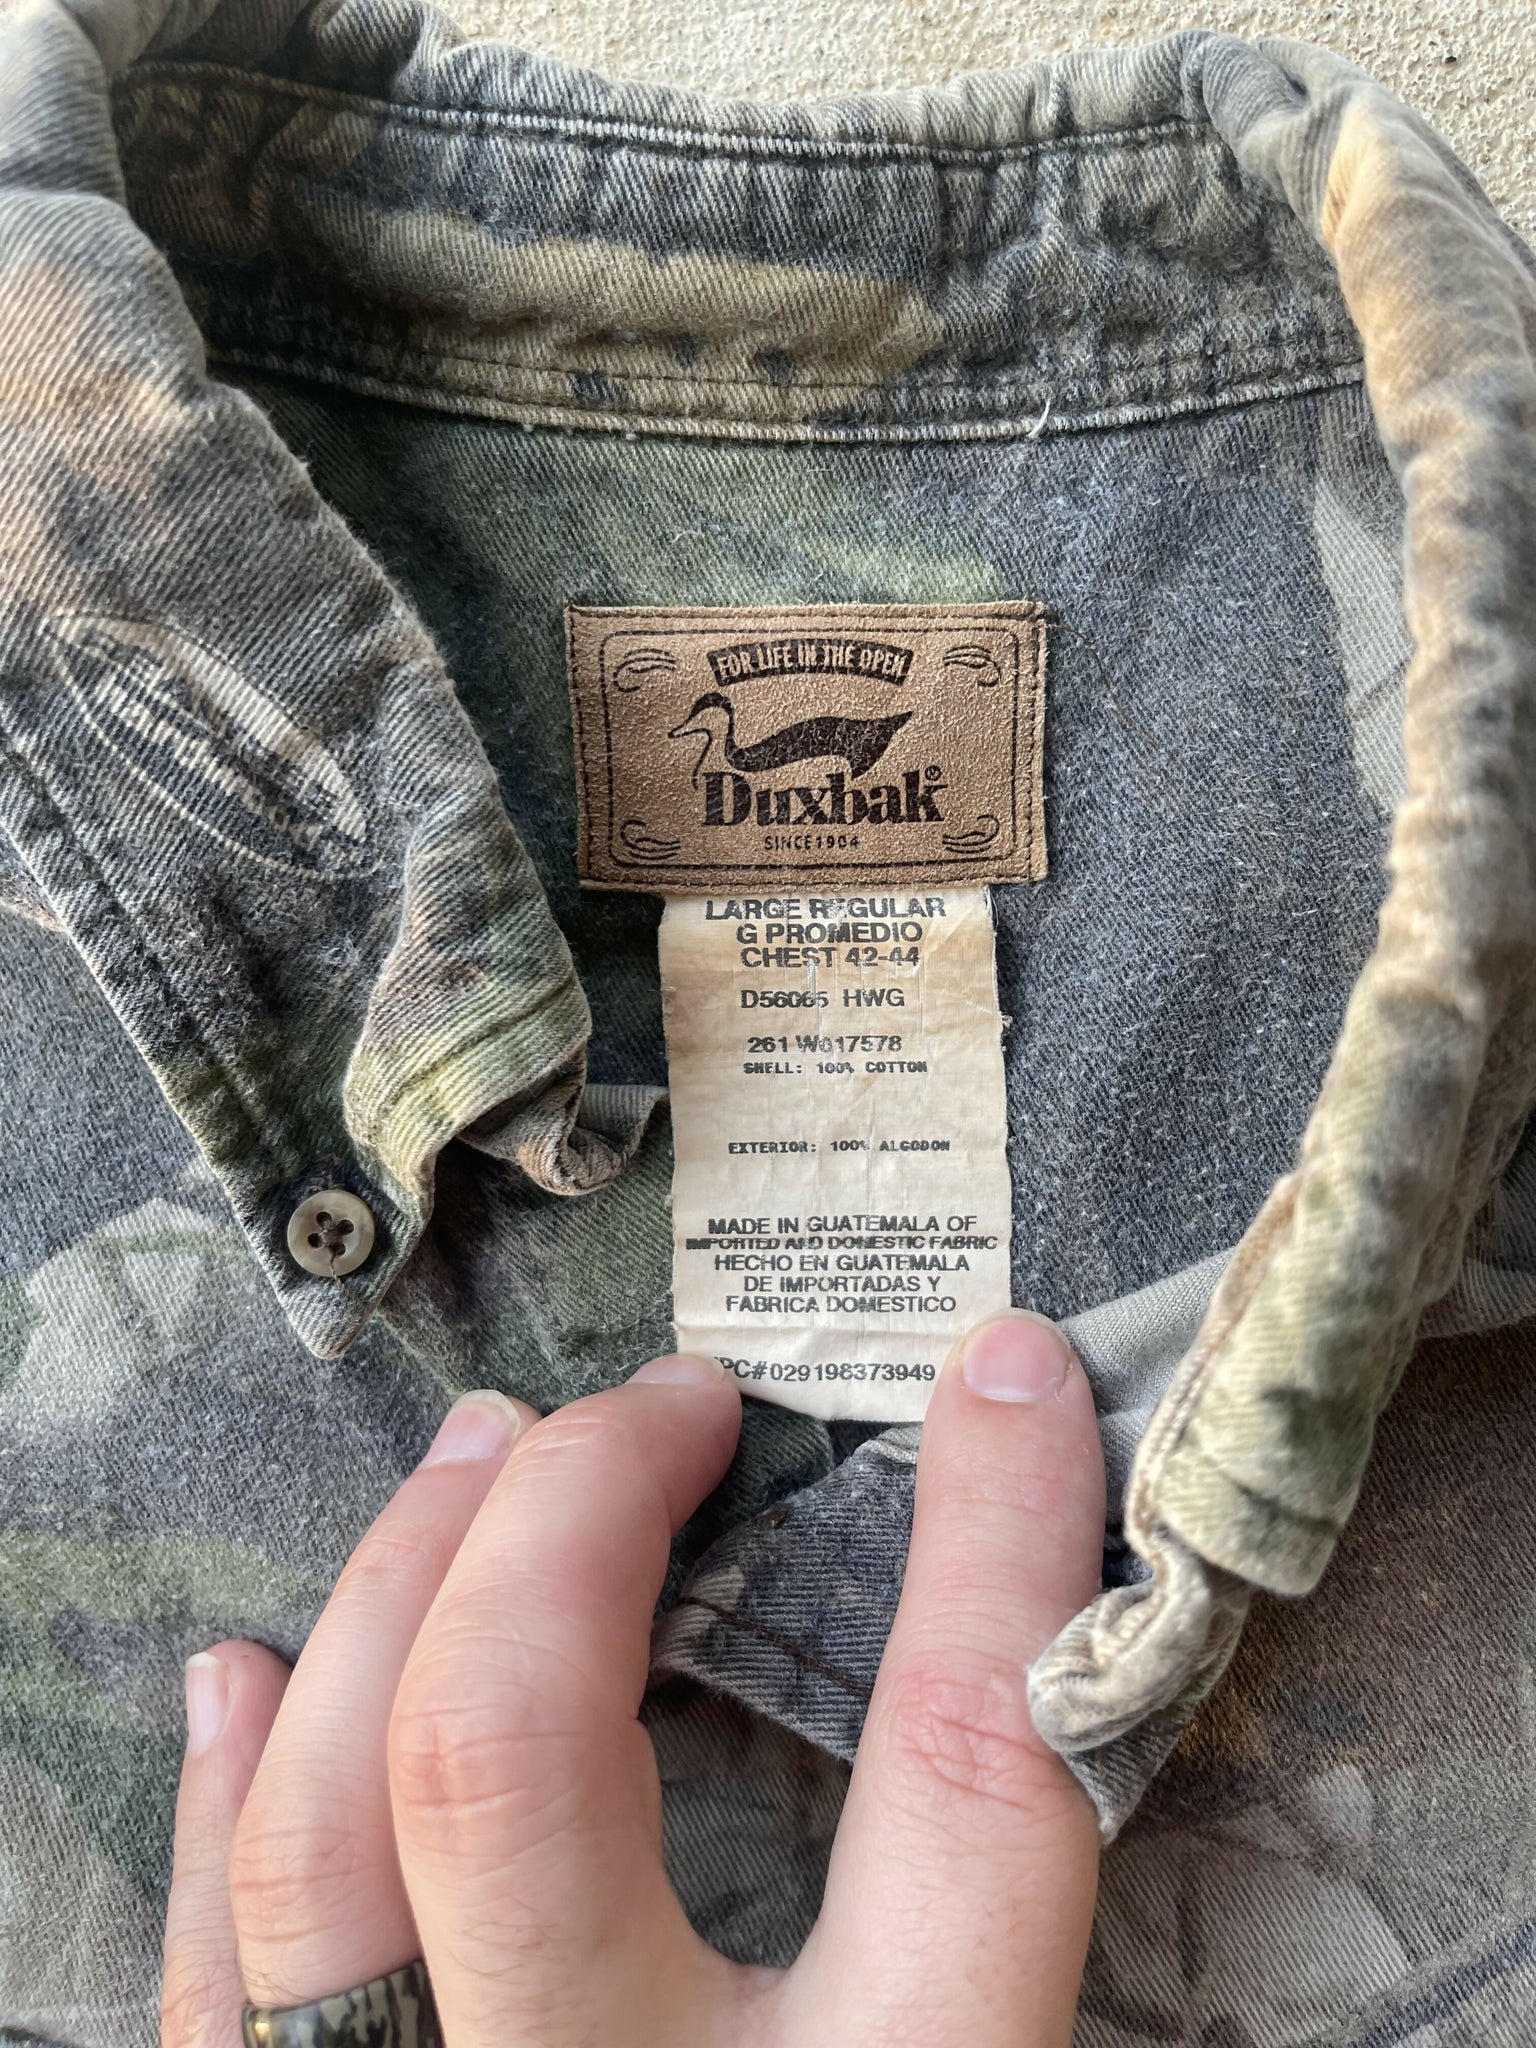 FOR LIFE IN THE OPEN
Duxbak®
SINCE 1904
LARGE REGULAR
G PROMEDIO
CHEST 42-44
D56065 HWG
261 W017578
SHELL: 100% COTTON
EXTERIOR: 100% ALGODON
MADE IN GUATEMALA OF
IMPORTED AND DOMESTIC FABRIC
HECHO EN GUATEMALA
DE IMPORTADAS Y
FABRICA DOMESTICO
PC#029198373949